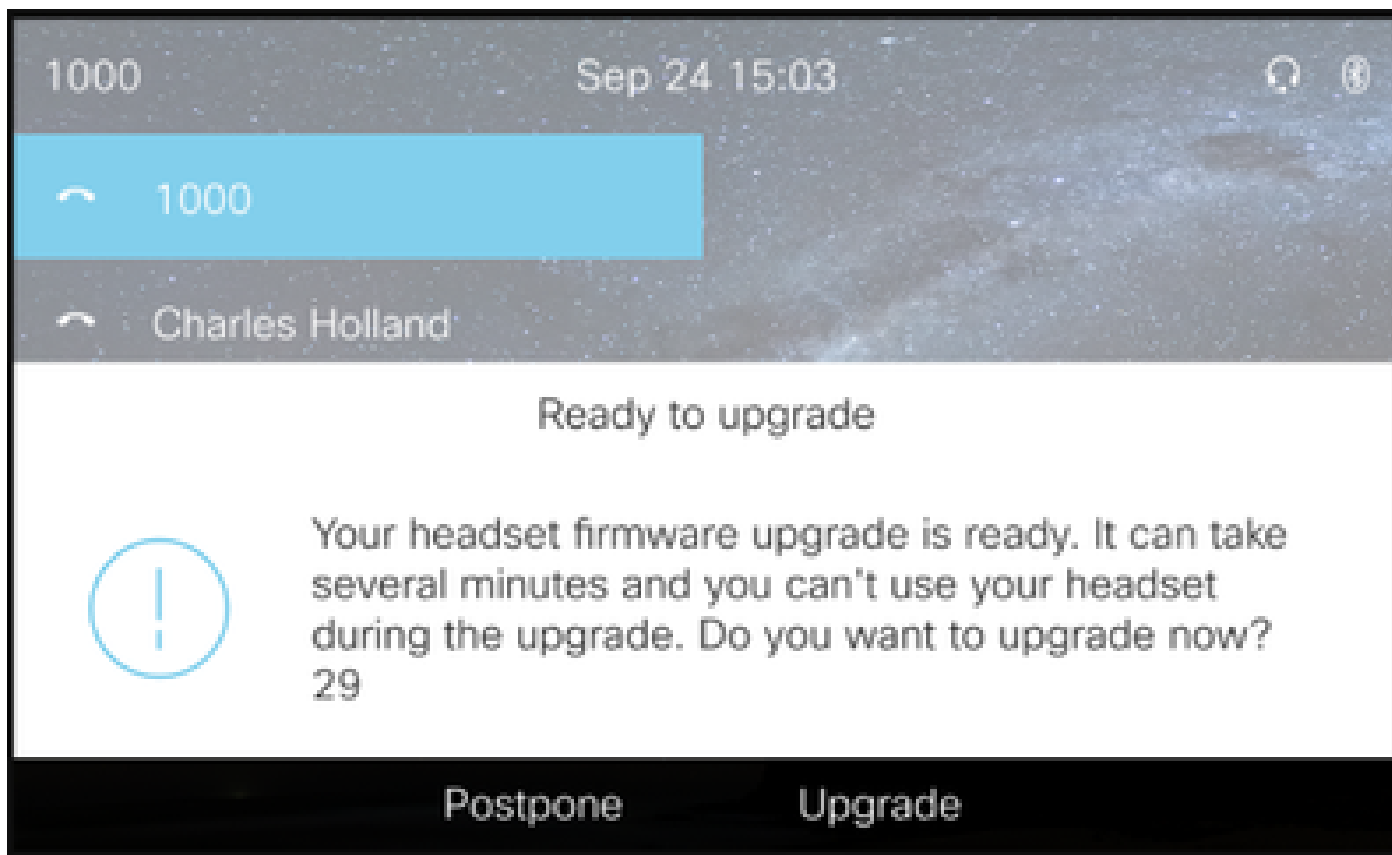 1000 Sep 24 15:03
1000
Charles Holland
Ready to upgrade
Your headset firmware upgrade is ready. It can take
several minutes and you can't use your headset
during the upgrade. Do you want to upgrade now?
29
Postpone Upgrade